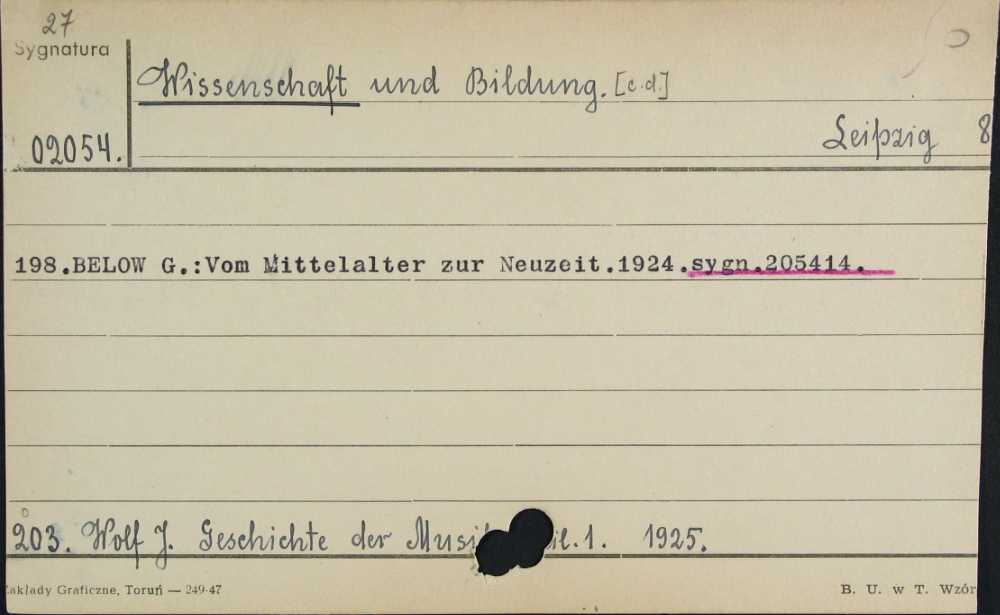 27
Sygnatura
Wissenschaft und Bildung. [c.d.]
02054.
Leipzig 8
198.BELOW G.:Vom Mittelalter zur Neuzeit.1924.sygn.205414.
203. Wolf J. Geschichte der 1. 1925.
Zakłady Graficzne, Toruń — 249-47
B. U. w T. Wzór